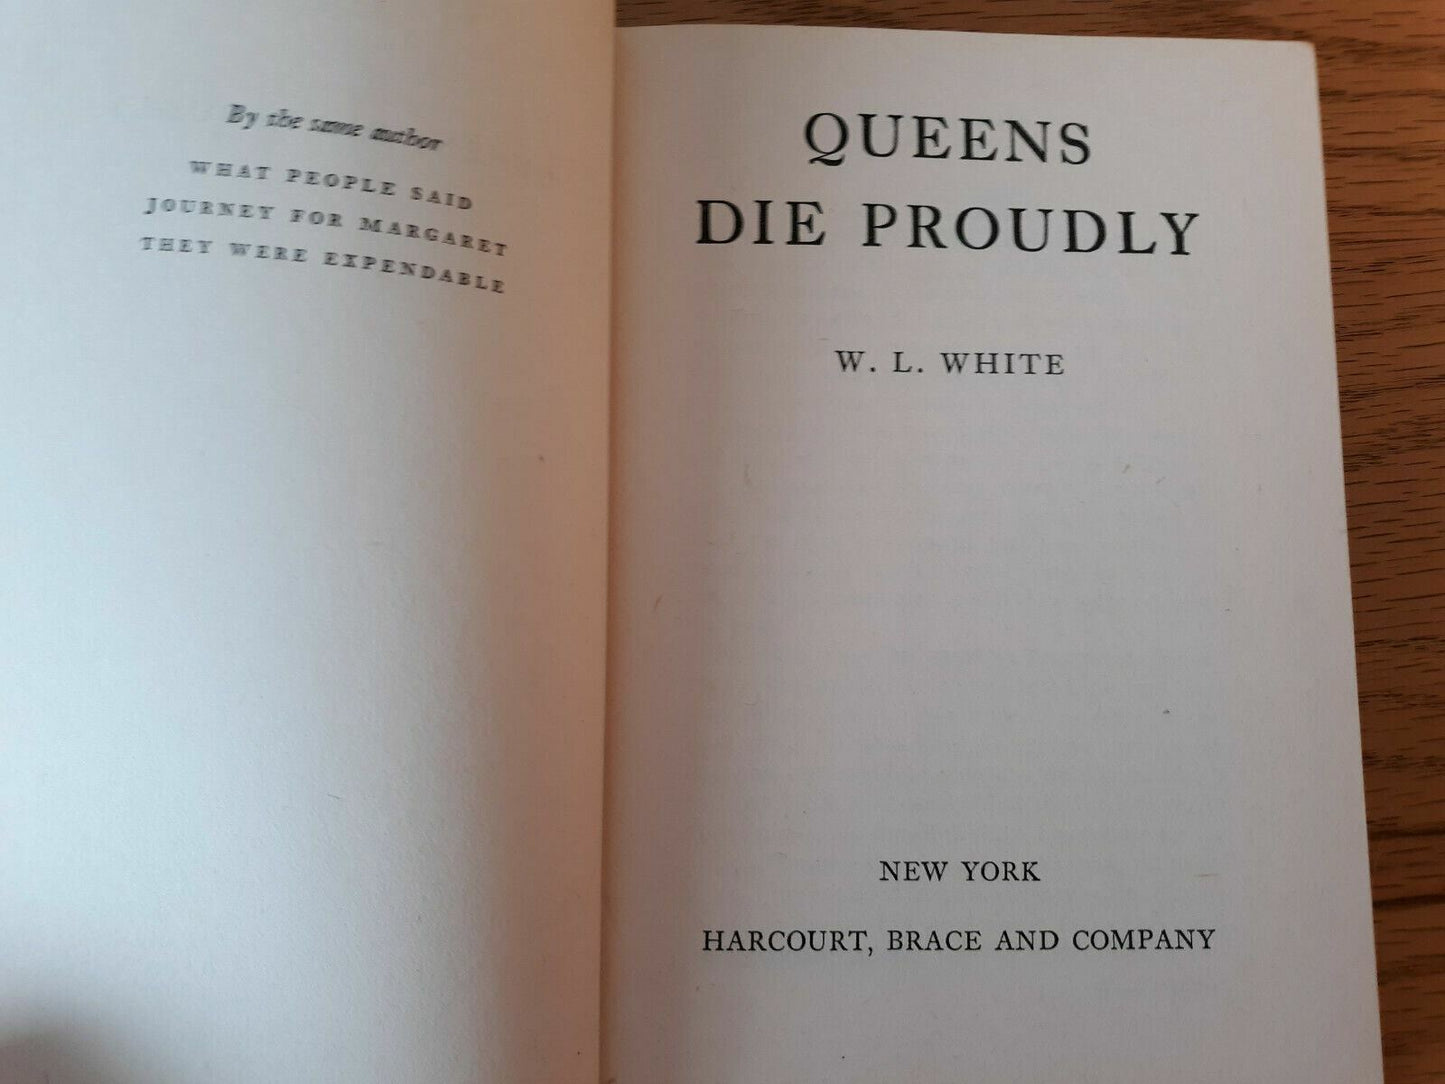 By the same author
WHAT PEOPLE SAID
JOURNEY FOR MARGARET
THEY WERE EXPENDABLE
QUEENS
DIE PROUDLY
W. L. WHITE
NEW YORK
HARCOURT, BRACE AND COMPANY